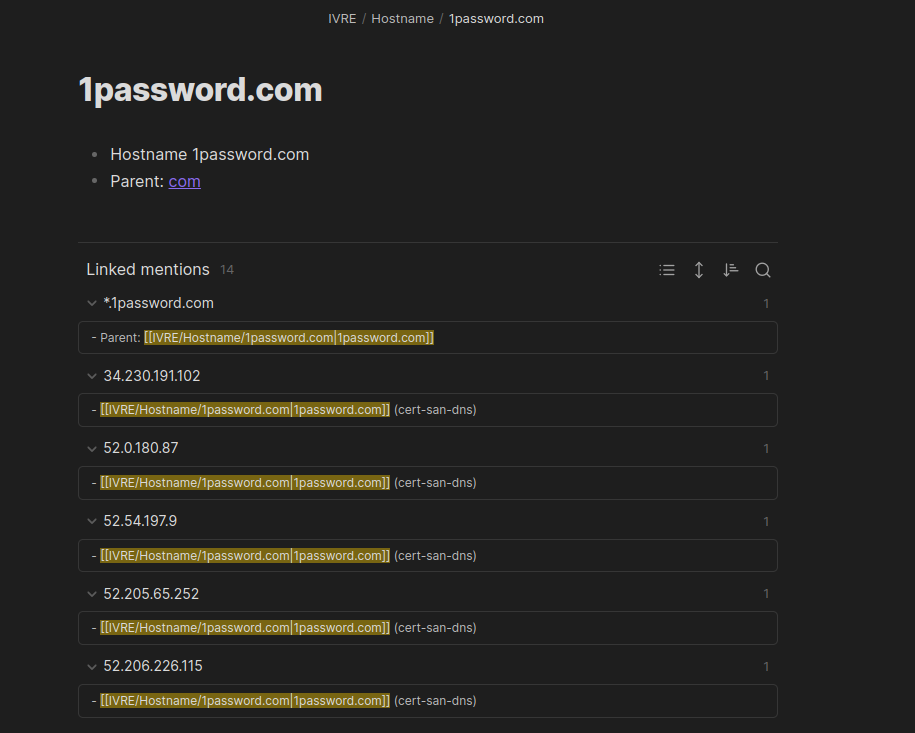 IVRE / Hostname / 1password.com
1password.com
Hostname 1password.com
Parent: com
Linked mentions 14
*.1password.com 1
- Parent: [[IVRE/Hostname/1password.com|1password.com]]
34.230.191.102 1
- [[IVRE/Hostname/1password.com|1password.com]] (cert-san-dns)
52.0.180.87 1
- [[IVRE/Hostname/1password.com|1password.com]] (cert-san-dns)
52.54.197.9 1
- [[IVRE/Hostname/1password.com|1password.com]] (cert-san-dns)
52.205.65.252 1
- [[IVRE/Hostname/1password.com|1password.com]] (cert-san-dns)
52.206.226.115 1
- [[IVRE/Hostname/1password.com|1password.com]] (cert-san-dns)